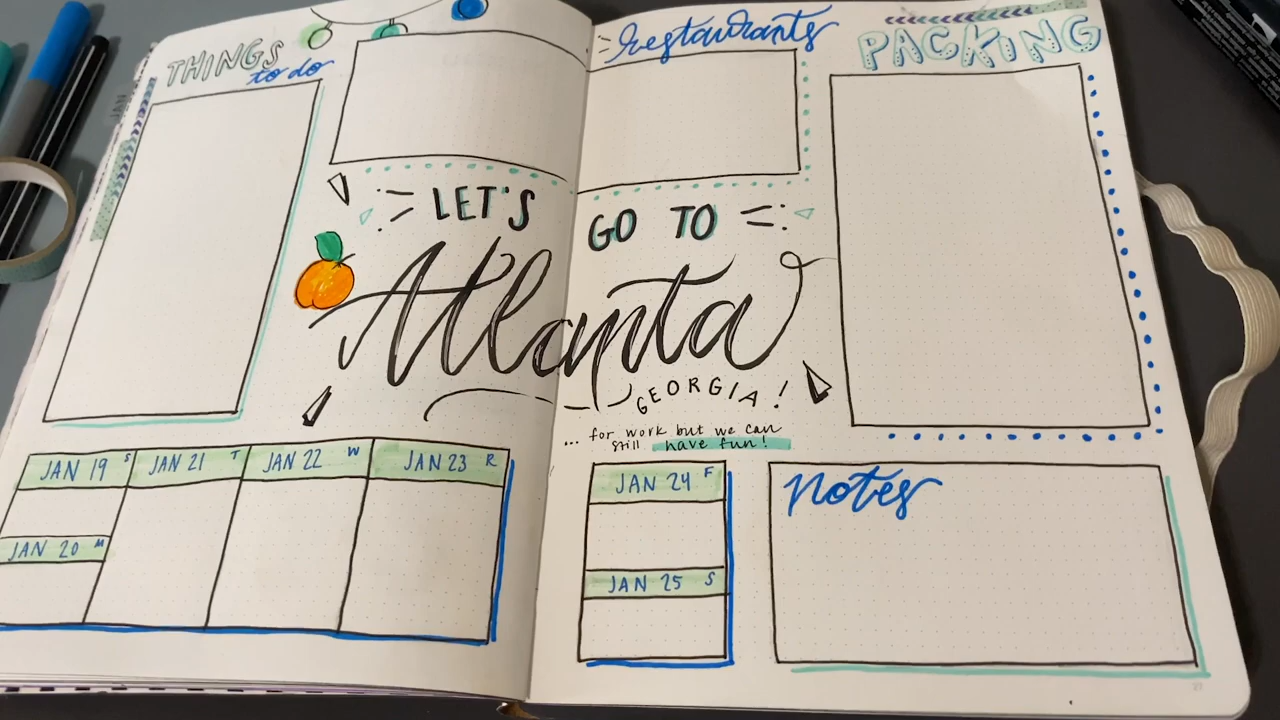 THINGS
to do
Restaurants
PACKING
LET'S GO TO
Atlanta
GEORGIA!
... for work but we can
still have fun!
JAN 19 S
JAN 20 M
JAN 21 T
JAN 22 W
JAN 23 R
JAN 24 F
JAN 25 S
Notes